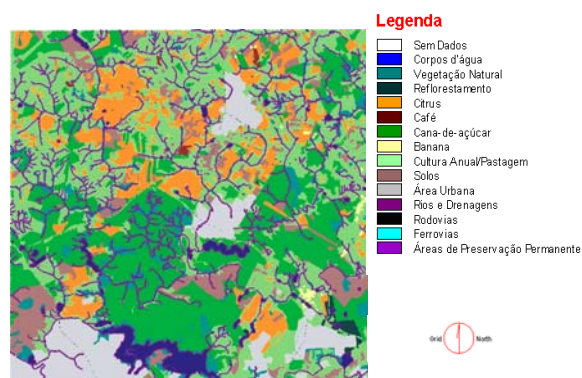 Legenda
Sem Dados
Corpos d'água
Vegetação Natural
Reflorestamento
Citrus
Café
Cana-de-açúcar
Banana
Cultura Anual/Pastagem
Solos
Área Urbana
Rios e Drenagens
Rodovias
Ferrovias
Áreas de Preservação Permanente
Grid North